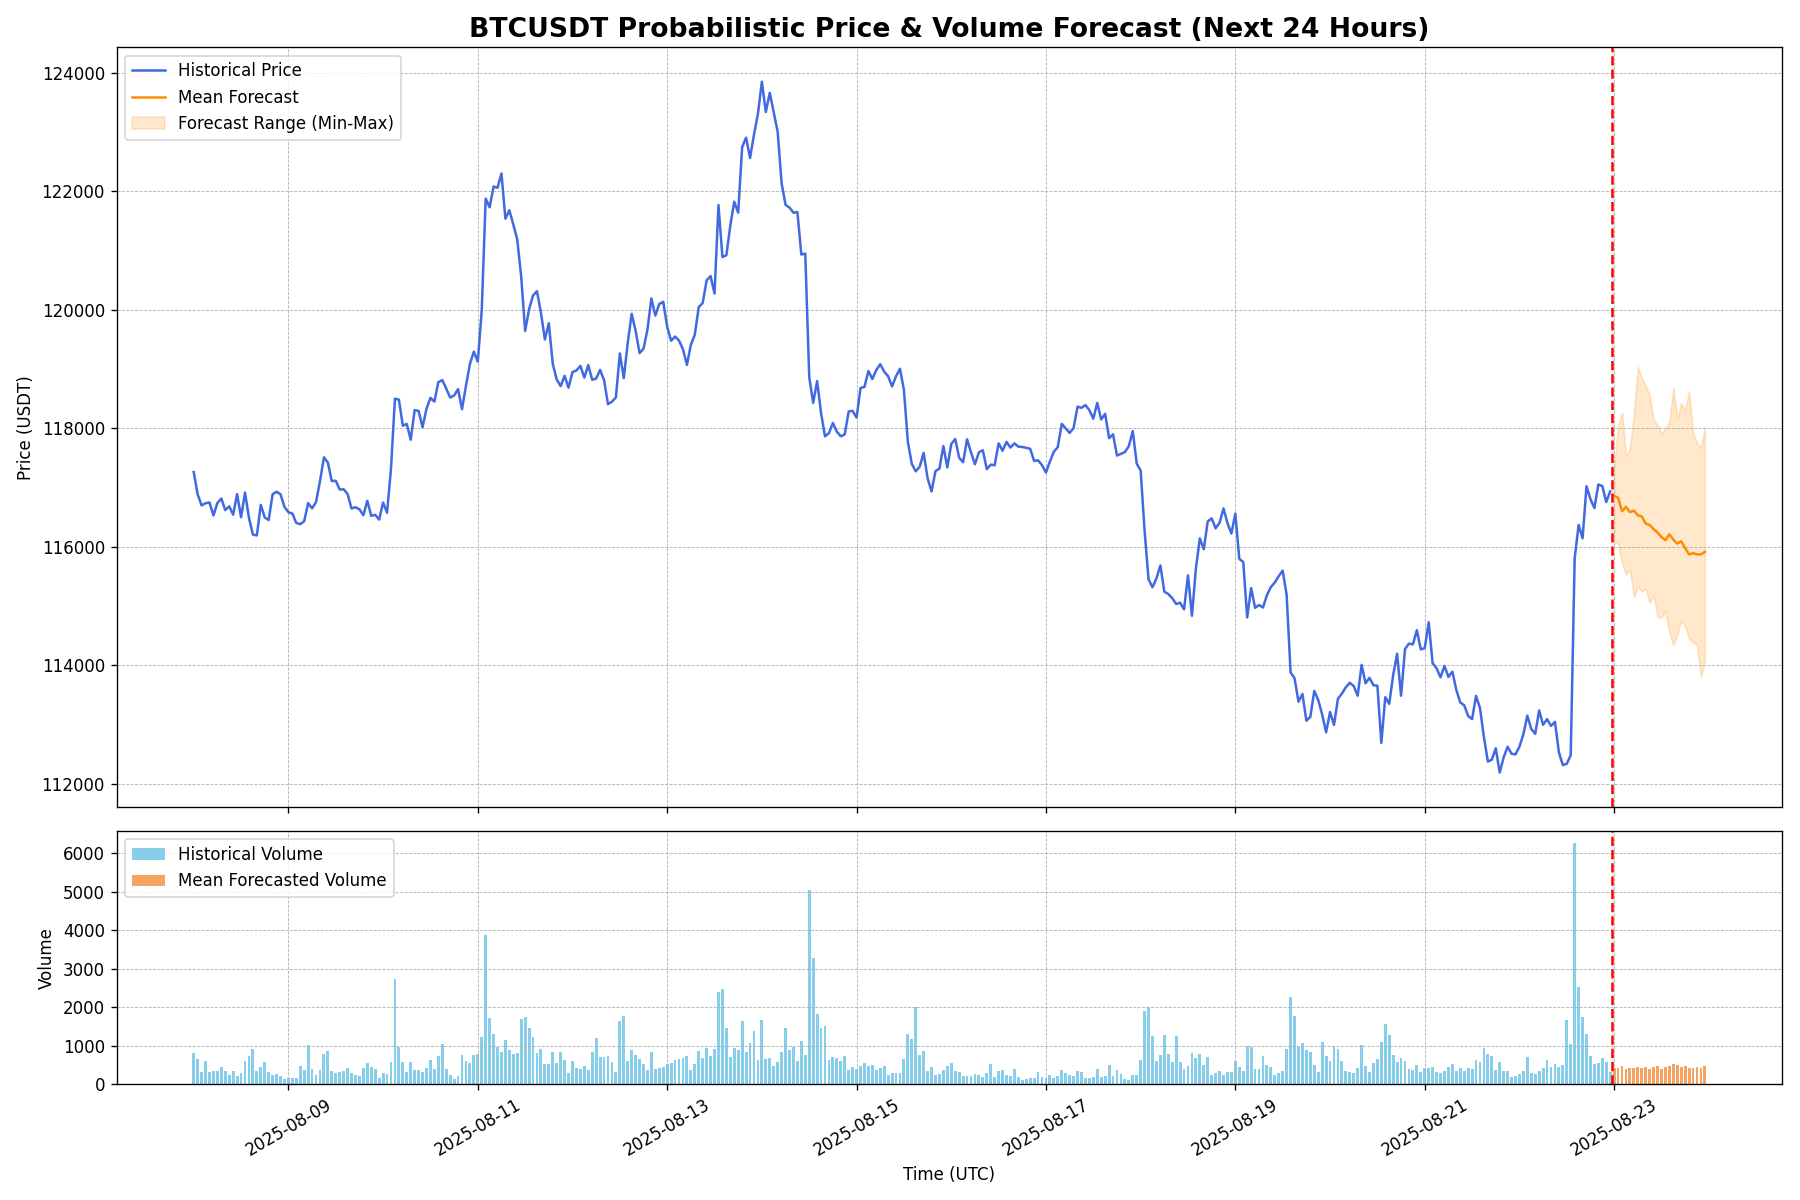 BTCUSDT Probabilistic Price & Volume Forecast (Next 24 Hours)
Historical Price
Mean Forecast
Forecast Range (Min-Max)
Price (USDT)
124000
122000
120000
118000
116000
114000
112000
Historical Volume
Mean Forecasted Volume
Volume
6000
5000
4000
3000
2000
1000
0
2025-08-09
2025-08-11
2025-08-13
2025-08-15
2025-08-17
2025-08-19
2025-08-21
2025-08-23
Time (UTC)